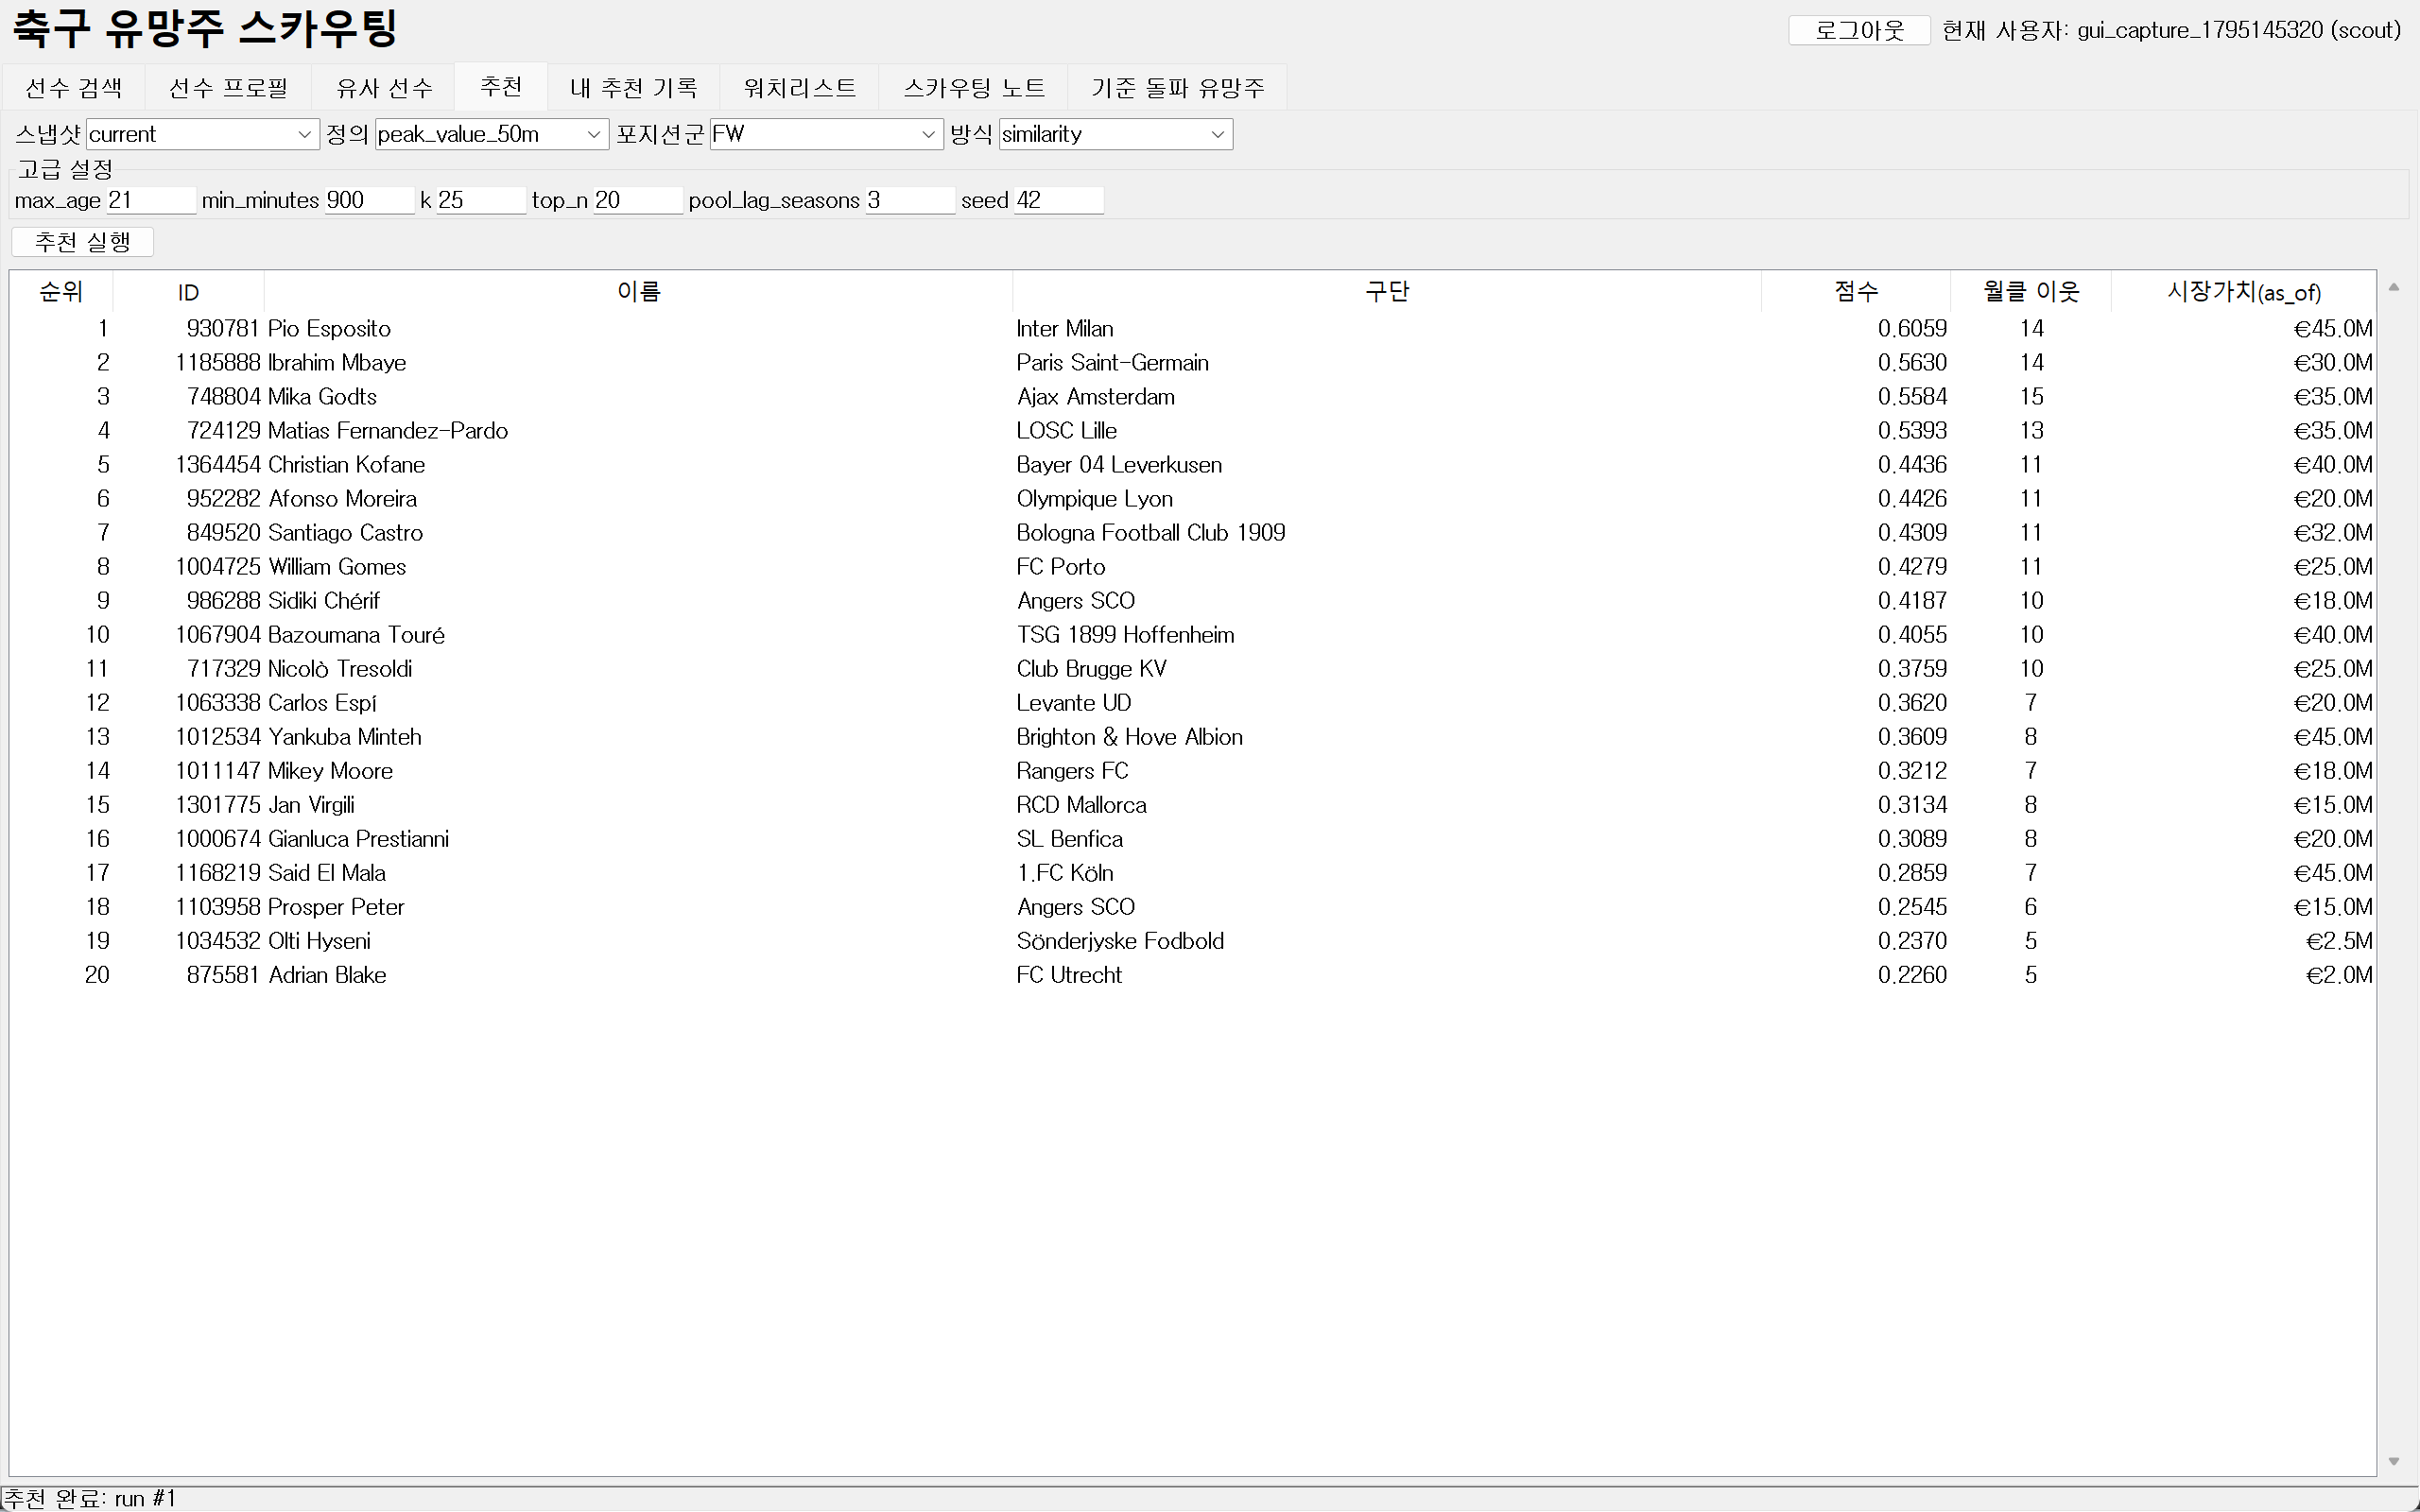 축구 유망주 스카우팅
로그아웃 현재 사용자: gui_capture_1795145320 (scout)
선수 검색 선수 프로필 유사 선수 추천 내 추천 기록 워치리스트 스카우팅 노트 기준 돌파 유망주
스냅샷 current 정의 peak_value_50m 포지션군 FW 방식 similarity
고급 설정
max_age 21 min_minutes 900 k 25 top_n 20 pool_lag_seasons 3 seed 42
추천 실행
순위 ID 이름 구단 점수 월클 이웃 시장가치(as_of)
1 930781 Pio Esposito Inter Milan 0.6059 14 €45.0M
2 1185888 Ibrahim Mbaye Paris Saint-Germain 0.5630 14 €30.0M
3 748804 Mika Godts Ajax Amsterdam 0.5584 15 €35.0M
4 724129 Matias Fernandez-Pardo LOSC Lille 0.5393 13 €35.0M
5 1364454 Christian Kofane Bayer 04 Leverkusen 0.4436 11 €40.0M
6 952282 Afonso Moreira Olympique Lyon 0.4426 11 €20.0M
7 849520 Santiago Castro Bologna Football Club 1909 0.4309 11 €32.0M
8 1004725 William Gomes FC Porto 0.4279 11 €25.0M
9 986288 Sidiki Chérif Angers SCO 0.4187 10 €18.0M
10 1067904 Bazoumana Touré TSG 1899 Hoffenheim 0.4055 10 €40.0M
11 717329 Nicolò Tresoldi Club Brugge KV 0.3759 10 €25.0M
12 1063338 Carlos Espí Levante UD 0.3620 7 €20.0M
13 1012534 Yankuba Minteh Brighton & Hove Albion 0.3609 8 €45.0M
14 1011147 Mikey Moore Rangers FC 0.3212 7 €18.0M
15 1301775 Jan Virgili RCD Mallorca 0.3134 8 €15.0M
16 1000674 Gianluca Prestianni SL Benfica 0.3089 8 €20.0M
17 1168219 Said El Mala 1.FC Köln 0.2859 7 €45.0M
18 1103958 Prosper Peter Angers SCO 0.2545 6 €15.0M
19 1034532 Olti Hyseni Sönderjyske Fodbold 0.2370 5 €2.5M
20 875581 Adrian Blake FC Utrecht 0.2260 5 €2.0M
추천 완료: run #1